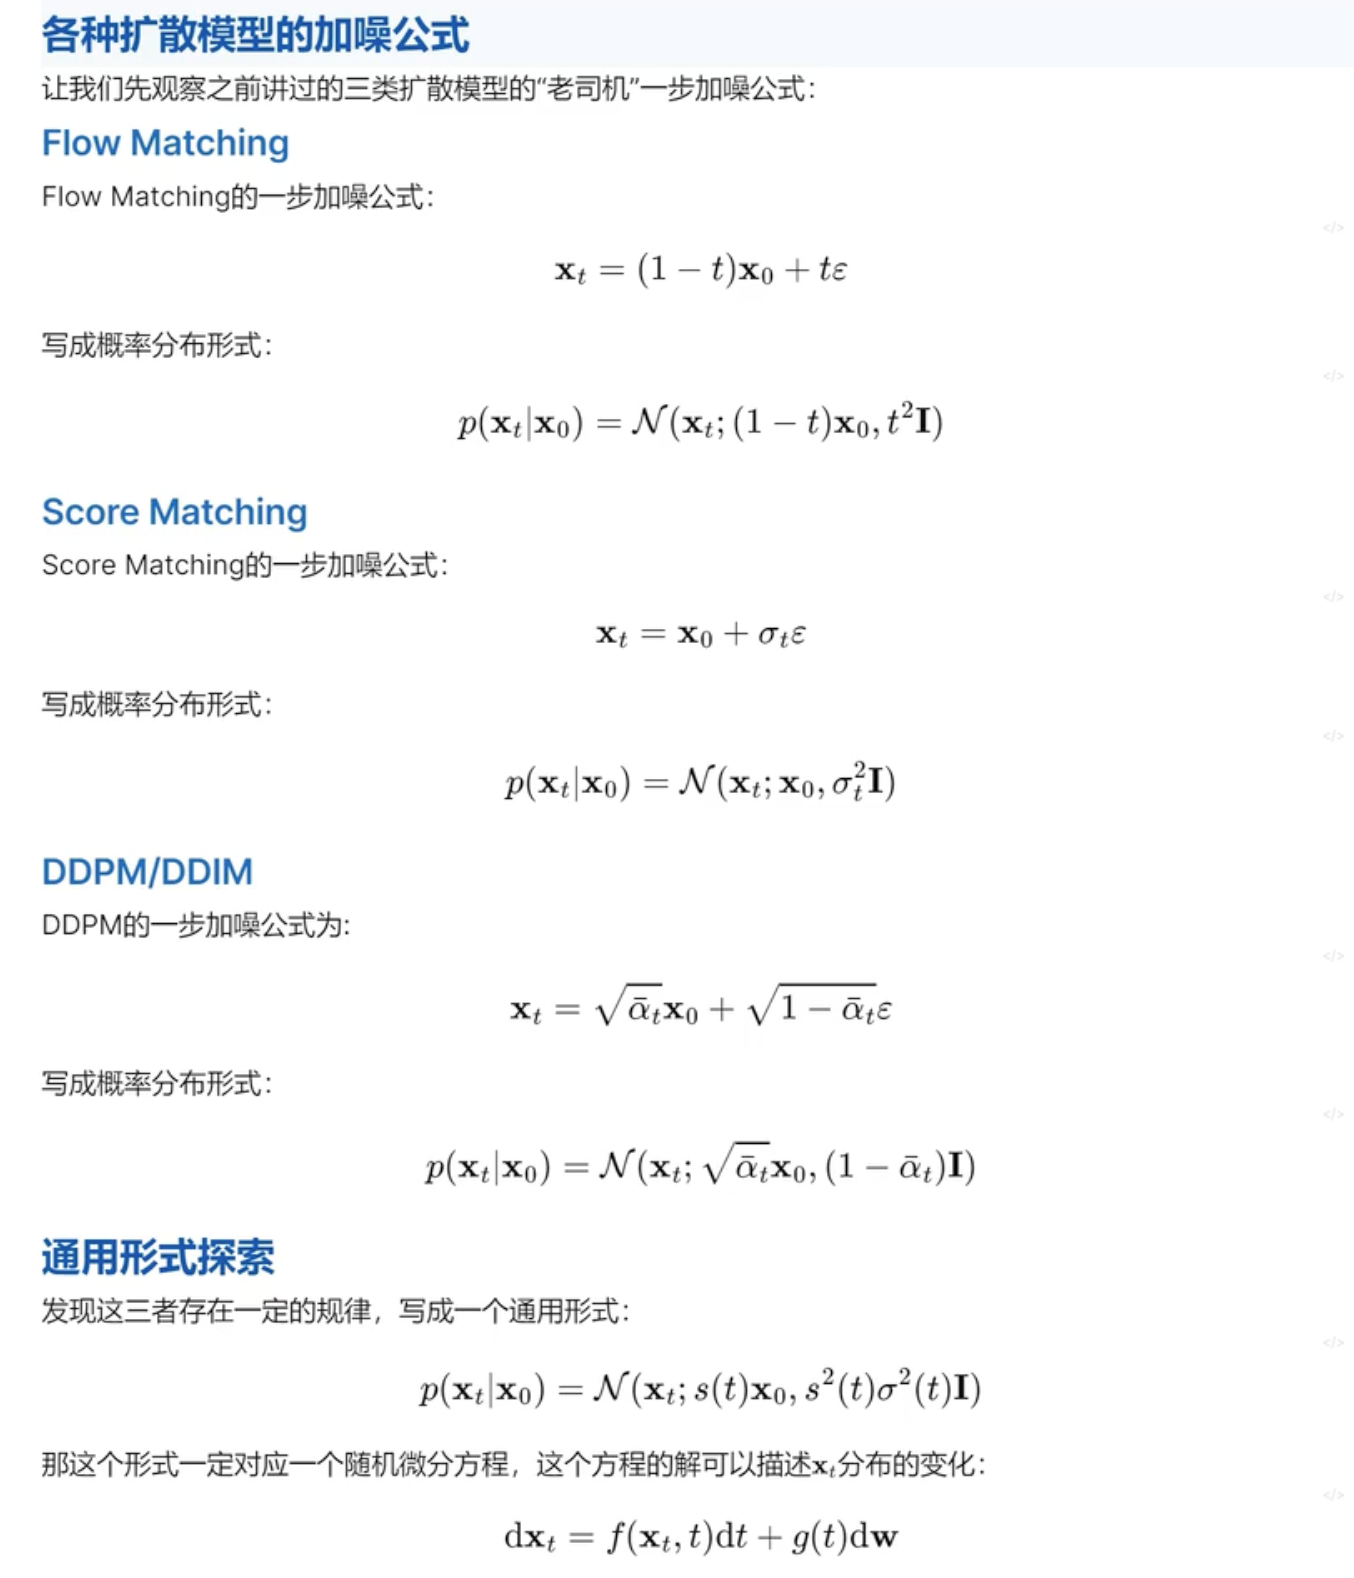 各种扩散模型的加噪公式
让我们先观察之前讲过的三类扩散模型的“老司机”一步加噪公式：
Flow Matching
Flow Matching的一步加噪公式：
</>
$\mathbf{x}_t = (1 - t)\mathbf{x}_0 + t\varepsilon$
写成概率分布形式：
</>
$p(\mathbf{x}_t|\mathbf{x}_0) = \mathcal{N}(\mathbf{x}_t; (1 - t)\mathbf{x}_0, t^2\mathbf{I})$
Score Matching
Score Matching的一步加噪公式：
</>
$\mathbf{x}_t = \mathbf{x}_0 + \sigma_t\varepsilon$
写成概率分布形式：
</>
$p(\mathbf{x}_t|\mathbf{x}_0) = \mathcal{N}(\mathbf{x}_t; \mathbf{x}_0, \sigma_t^2\mathbf{I})$
DDPM/DDIM
DDPM的一步加噪公式为:
</>
$\mathbf{x}_t = \sqrt{\bar{\alpha}_t}\mathbf{x}_0 + \sqrt{1 - \bar{\alpha}_t}\varepsilon$
写成概率分布形式：
</>
$p(\mathbf{x}_t|\mathbf{x}_0) = \mathcal{N}(\mathbf{x}_t; \sqrt{\bar{\alpha}_t}\mathbf{x}_0, (1 - \bar{\alpha}_t)\mathbf{I})$
通用形式探索
发现这三者存在一定的规律，写成一个通用形式：
</>
$p(\mathbf{x}_t|\mathbf{x}_0) = \mathcal{N}(\mathbf{x}_t; s(t)\mathbf{x}_0, s^2(t)\sigma^2(t)\mathbf{I})$
那这个形式一定对应一个随机微分方程，这个方程的解可以描述$\mathbf{x}_t$分布的变化：
</>
$\mathrm{d}\mathbf{x}_t = f(\mathbf{x}_t, t)\mathrm{d}t + g(t)\mathrm{d}\mathbf{w}$